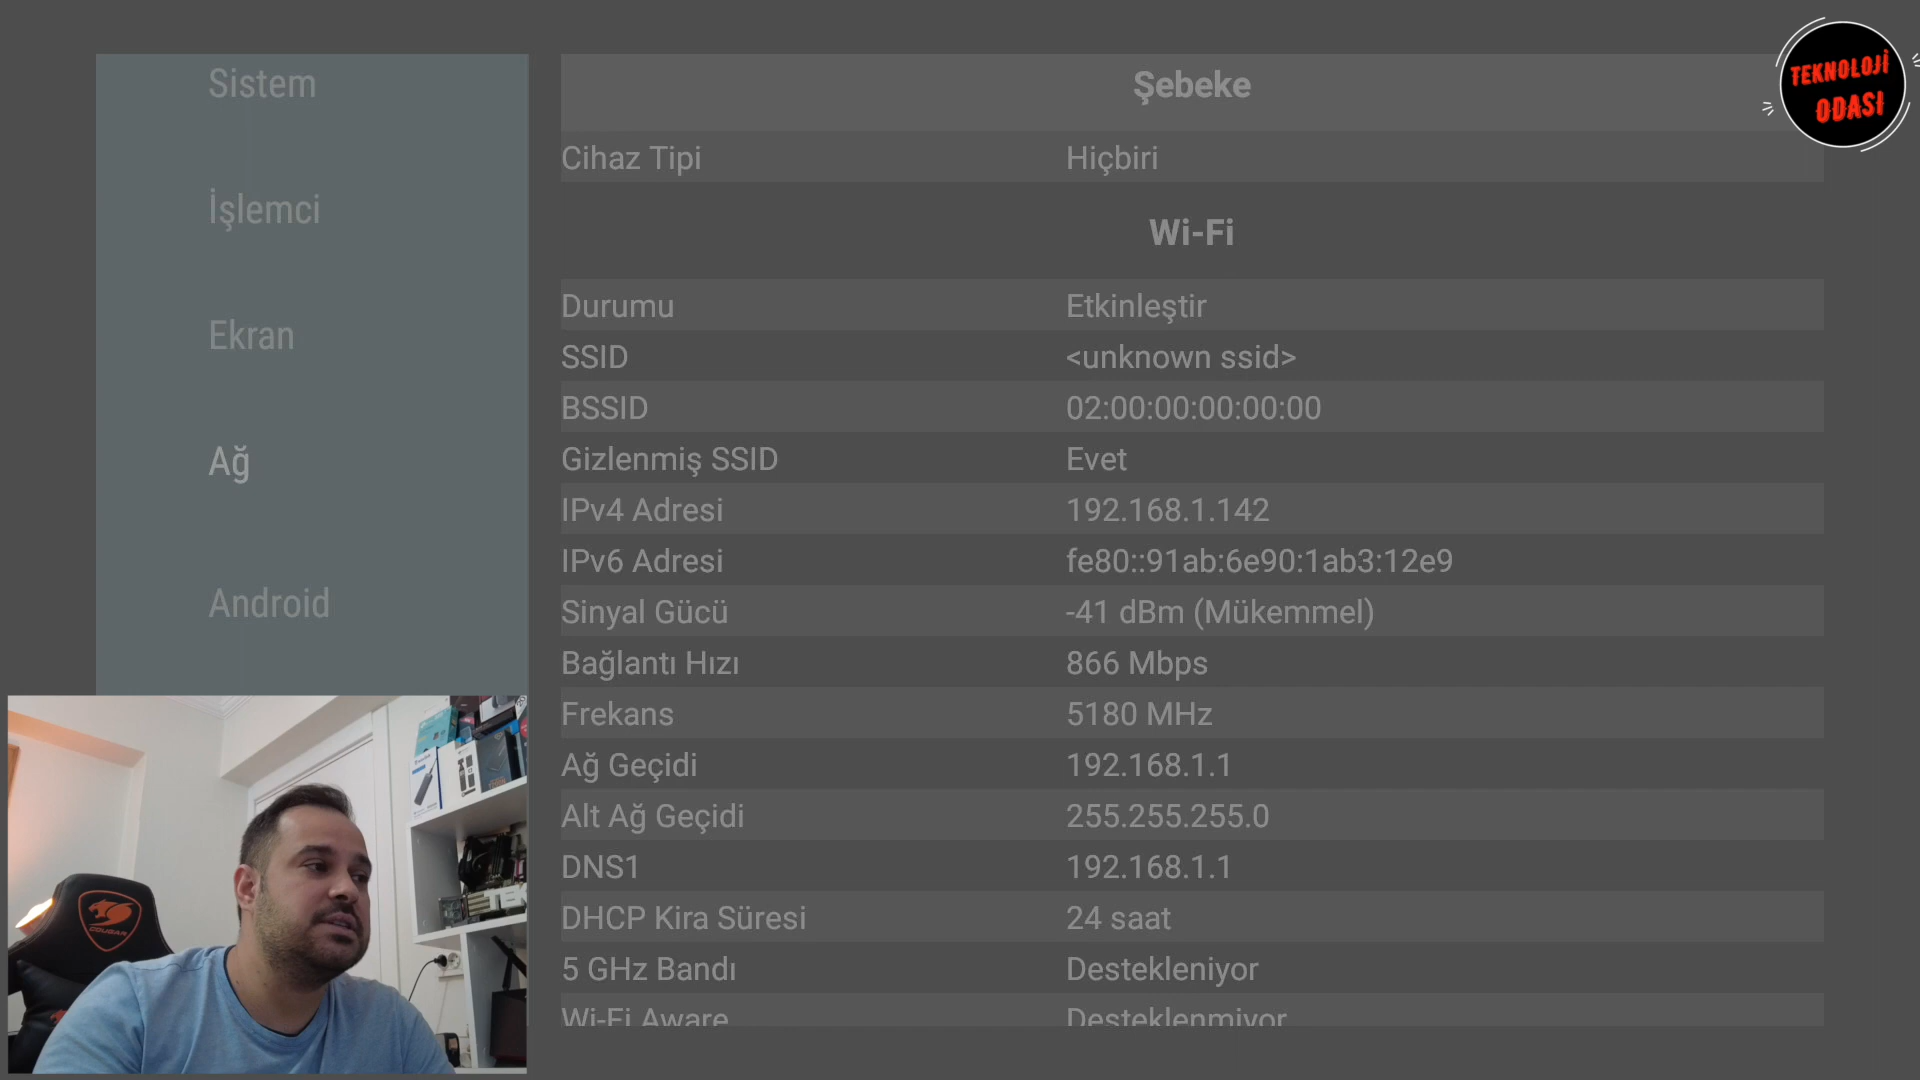 Sistem
İşlemci
Ekran
Ağ
Android
Şebeke
Cihaz Tipi Hiçbiri
Wi-Fi
Durumu Etkinleştir
SSID <unknown ssid>
BSSID 02:00:00:00:00:00
Gizlenmiş SSID Evet
IPv4 Adresi 192.168.1.142
IPv6 Adresi fe80::91ab:6e90:1ab3:12e9
Sinyal Gücü -41 dBm (Mükemmel)
Bağlantı Hızı 866 Mbps
Frekans 5180 MHz
Ağ Geçidi 192.168.1.1
Alt Ağ Geçidi 255.255.255.0
DNS1 192.168.1.1
DHCP Kira Süresi 24 saat
5 GHz Bandı Destekleniyor
Wi-Fi Aware Desteklenmiyor
TEKNOLOJİ
ODASI
COUGAR